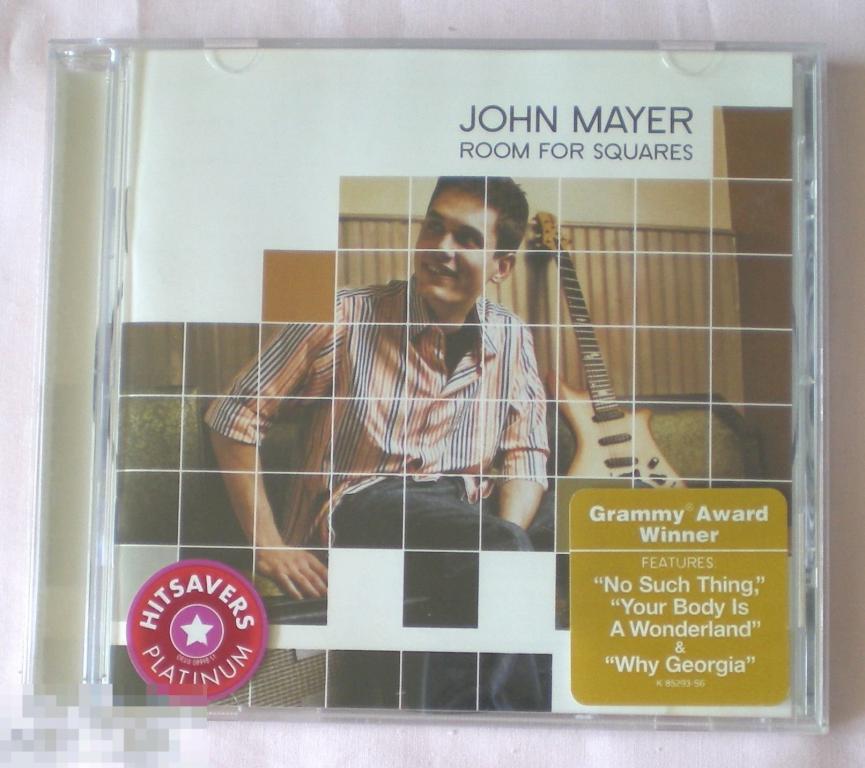 JOHN MAYER
ROOM FOR SQUARES
Grammy® Award
Winner
FEATURES:
“No Such Thing,”
“Your Body Is
A Wonderland”
&
“Why Georgia”
K 85293-S6
HITSAVERS
PLATINUM